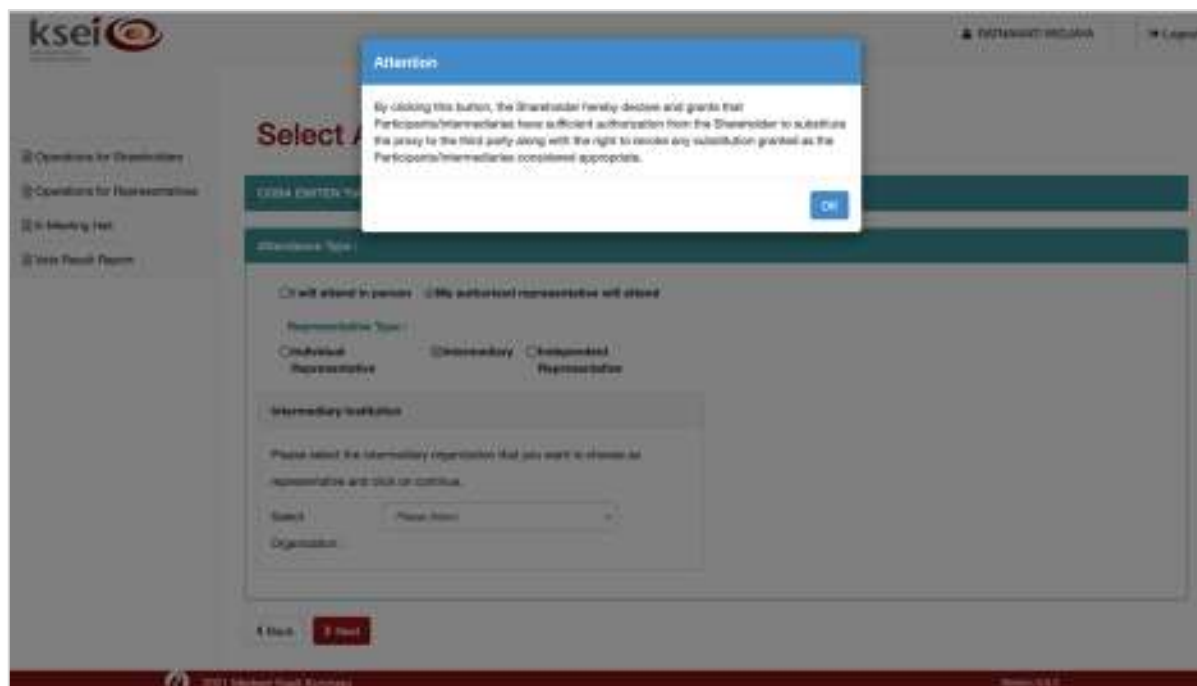 ksei
Logout
Attention
By clicking this button, the Shareholder hereby declare and grants that
Participants/Intermediaries have sufficient authorization from the Shareholder to substitute
the proxy to the third party along with the right to revoke any substitution granted as the
Participants/Intermediaries considered appropriate.
OK
Select A
Operations for Shareholders
Operations for Representatives
E-Meeting Hall
Vote Result Report
COBA EMITEN
Attendance Type :
I will attend in person
My authorized representative will attend
Representative Type :
Individual
Representative
Intermediary
Independent
Representative
Intermediary Institution
Please select the intermediary organization that you want to choose as
representative and click on continue.
Select
Organization :
Please Select
Back
Next